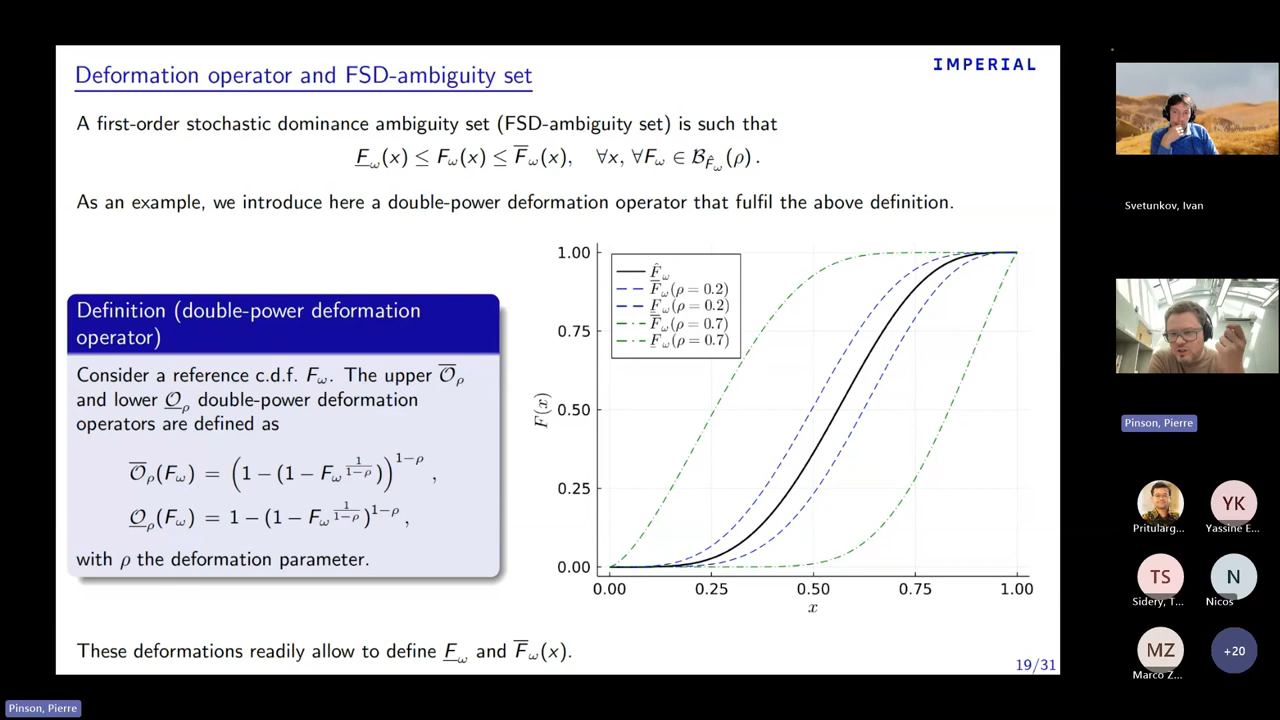 Deformation operator and FSD-ambiguity set
IMPERIAL
A first-order stochastic dominance ambiguity set (FSD-ambiguity set) is such that
F̲_ω(x) ≤ F_ω(x) ≤ F̅_ω(x), ∀x, ∀F_ω ∈ B_{F̂_ω}(ρ) .
As an example, we introduce here a double-power deformation operator that fulfil the above definition.
Definition (double-power deformation
operator)
Consider a reference c.d.f. F_ω. The upper O̅_ρ
and lower O̲_ρ double-power deformation
operators are defined as
O̅_ρ(F_ω) = (1 − (1 − F_ω^{1/(1−ρ)}))^{1−ρ} ,
O̲_ρ(F_ω) = 1 − (1 − F_ω^{1/(1−ρ)})^{1−ρ} ,
with ρ the deformation parameter.
F̂_ω
F̅_ω(ρ = 0.2)
F̲_ω(ρ = 0.2)
F̅_ω(ρ = 0.7)
F̲_ω(ρ = 0.7)
1.00
0.75
0.50
0.25
0.00
F(x)
0.00 0.25 0.50 0.75 1.00
x
These deformations readily allow to define F̲_ω and F̅_ω(x).
19/31
Svetunkov, Ivan
Pinson, Pierre
YK
Pritularg... Yassine E...
TS N
Sidery, T... Nicos
MZ +20
Marco Z...
Pinson, Pierre